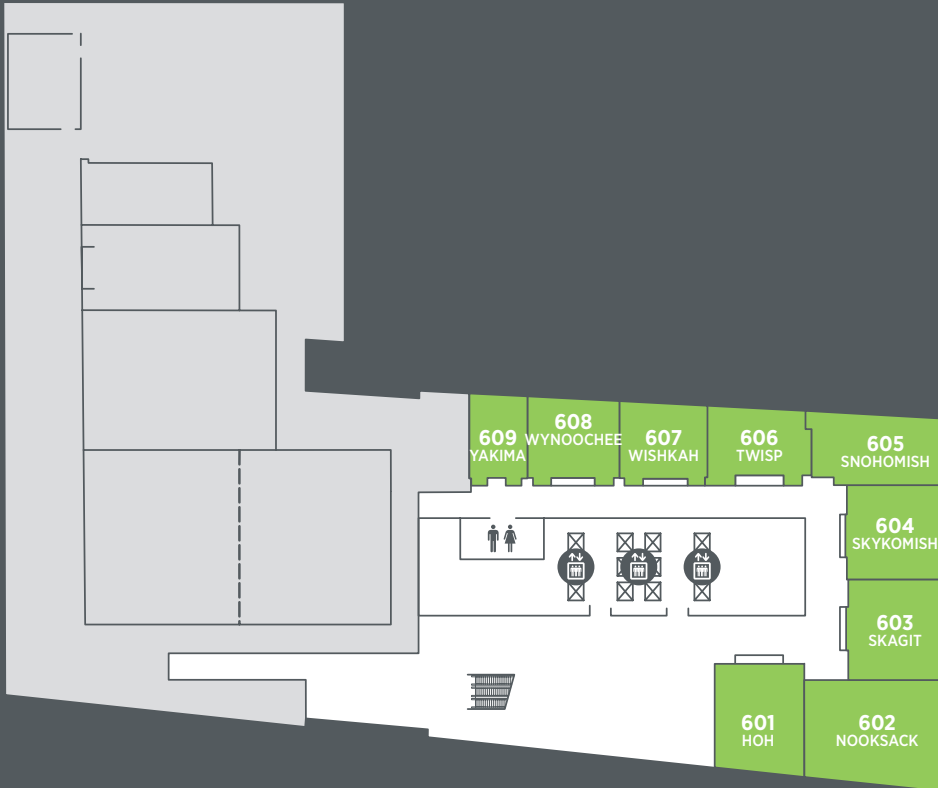 609
YAKIMA
608
WYNOOCHEE
607
WISHKAH
606
TWISP
605
SNOHOMISH
604
SKYKOMISH
603
SKAGIT
601
HOH
602
NOOKSACK